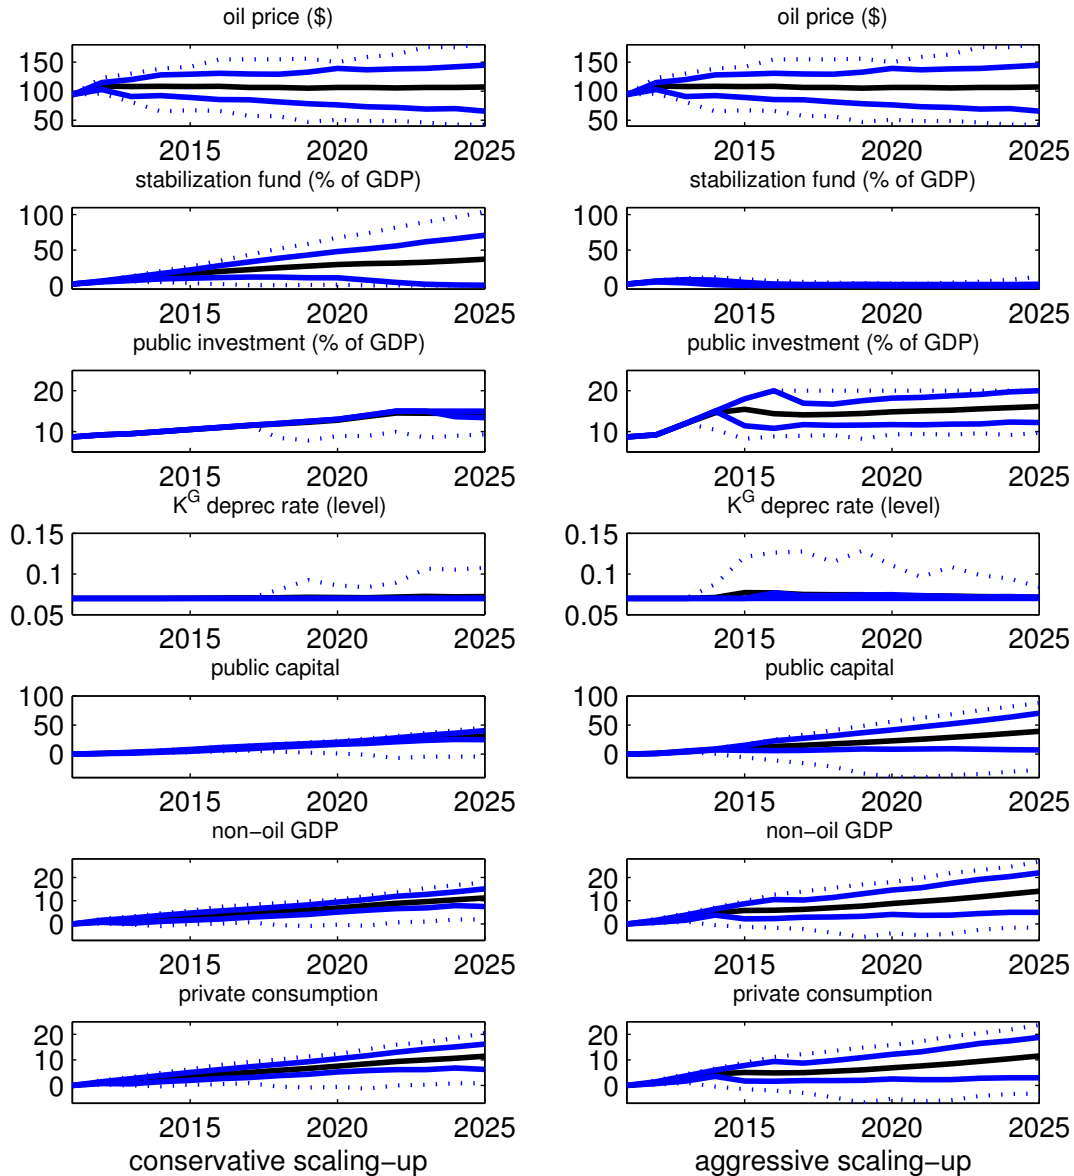 oil price ($)
oil price ($)
150
100
50
2015 2020 2025
150
100
50
2015 2020 2025
stabilization fund (% of GDP)
stabilization fund (% of GDP)
100
50
0
2015 2020 2025
100
50
0
2015 2020 2025
public investment (% of GDP)
public investment (% of GDP)
20
10
2015 2020 2025
20
10
2015 2020 2025
K^G deprec rate (level)
K^G deprec rate (level)
0.15
0.1
0.05
2015 2020 2025
0.15
0.1
0.05
2015 2020 2025
public capital
public capital
100
50
0
2015 2020 2025
100
50
0
2015 2020 2025
non−oil GDP
non−oil GDP
20
10
0
2015 2020 2025
20
10
0
2015 2020 2025
private consumption
private consumption
20
10
0
2015 2020 2025
20
10
0
2015 2020 2025
conservative scaling−up
aggressive scaling−up